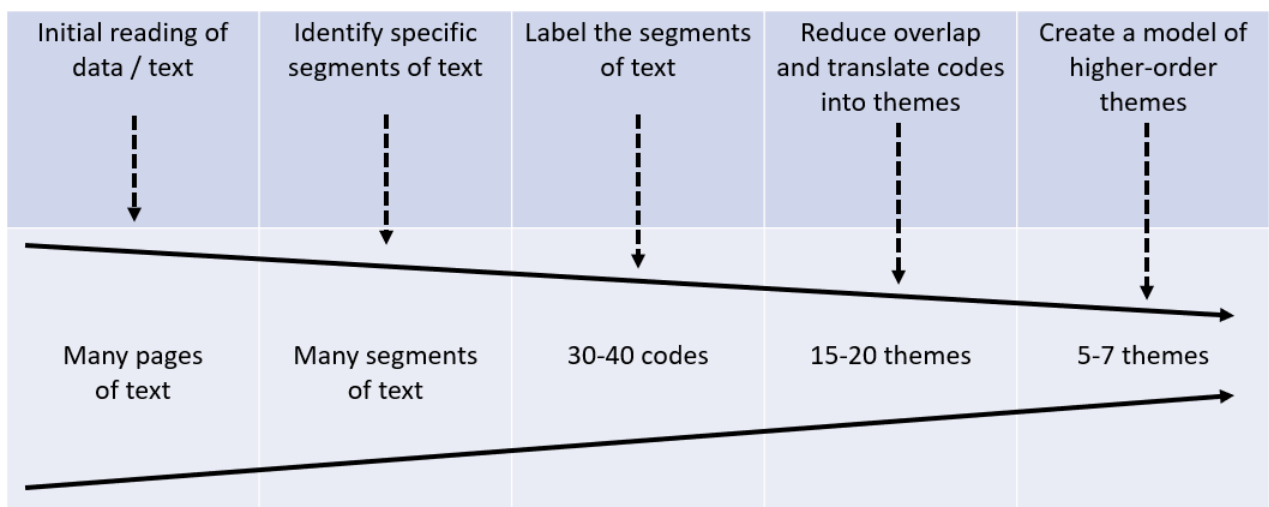 Initial reading of
data / text
Identify specific
segments of text
Label the segments
of text
Reduce overlap
and translate codes
into themes
Create a model of
higher-order
themes
Many pages
of text
Many segments
of text
30-40 codes
15-20 themes
5-7 themes